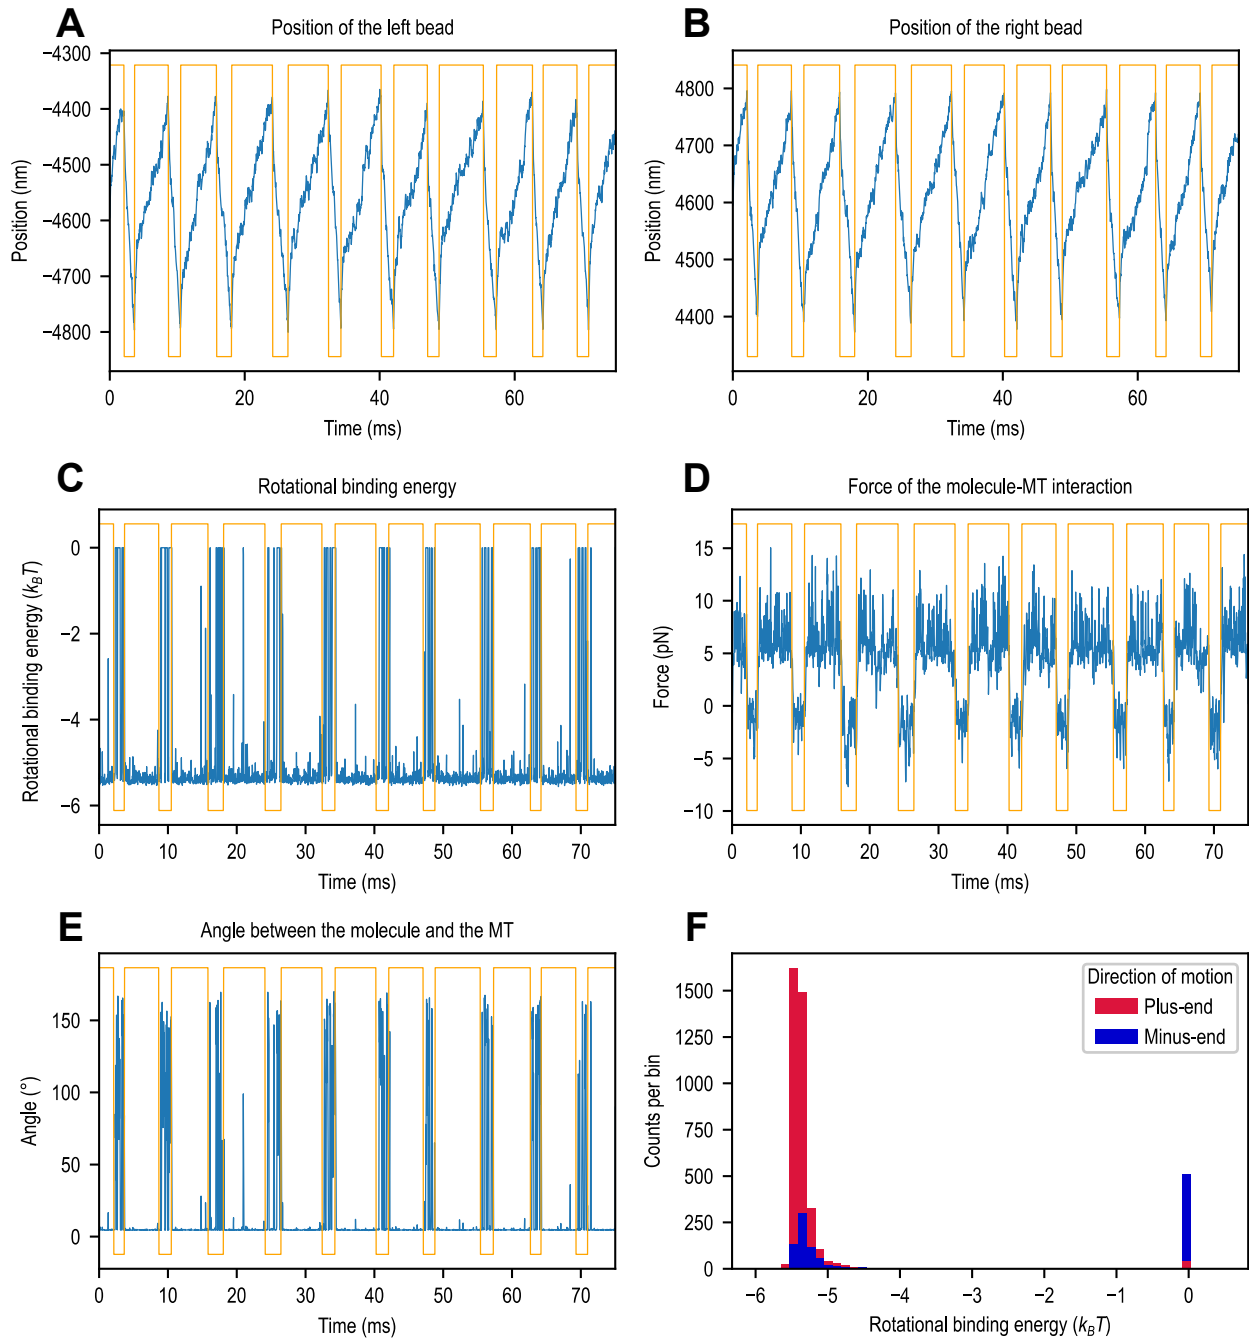 A
Position of the left bead
−4300
−4400
−4500
−4600
−4700
−4800
Position (nm)
0
20
40
60
Time (ms)
B
Position of the right bead
4800
4700
4600
4500
4400
Position (nm)
0
20
40
60
Time (ms)
C
Rotational binding energy
0
−2
−4
−6
Rotational binding energy (k_BT)
0
10
20
30
40
50
60
70
Time (ms)
D
Force of the molecule-MT interaction
15
10
5
0
−5
−10
Force (pN)
0
10
20
30
40
50
60
70
Time (ms)
E
Angle between the molecule and the MT
150
100
50
0
Angle (°)
0
10
20
30
40
50
60
70
Time (ms)
F
1500
1250
1000
750
500
250
0
Counts per bin
Direction of motion
Plus-end
Minus-end
−6
−5
−4
−3
−2
−1
0
Rotational binding energy (k_BT)